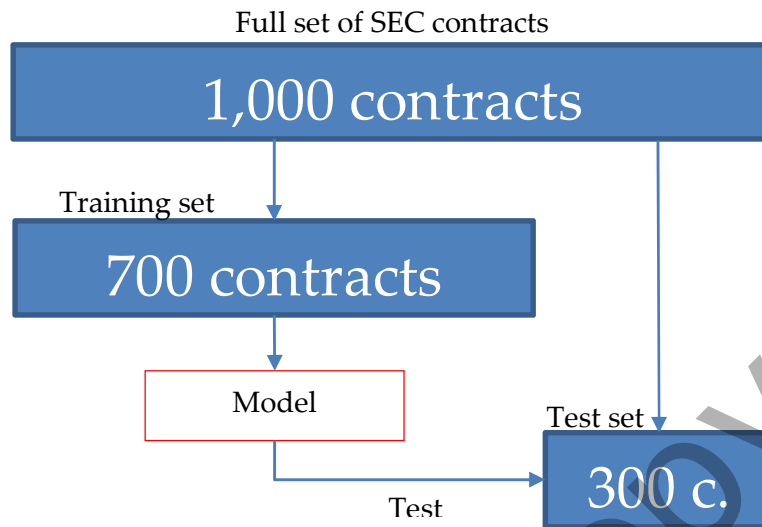 Full set of SEC contracts
1,000 contracts
Training set
700 contracts
Model
Test set
300 c.
Test